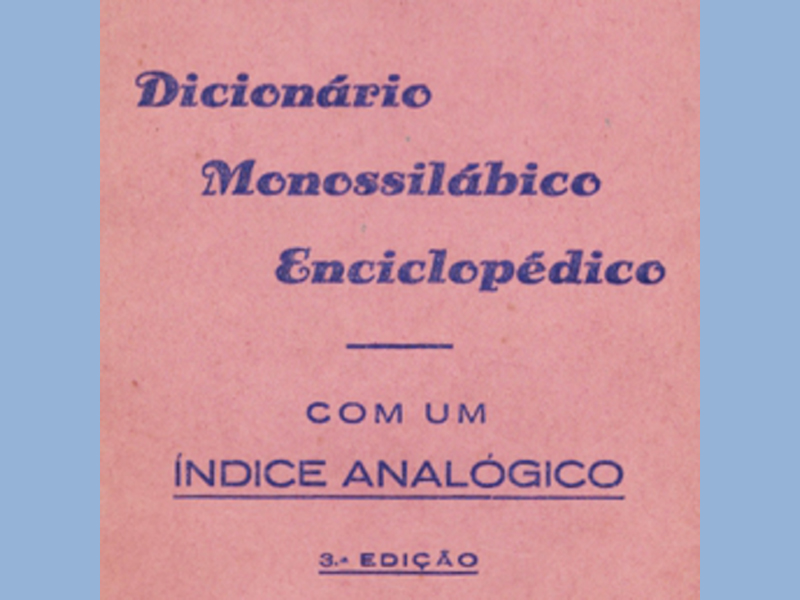 Dicionário
Monossilábico
Enciclopédico
COM UM
ÍNDICE ANALÓGICO
3.ª EDIÇÃO